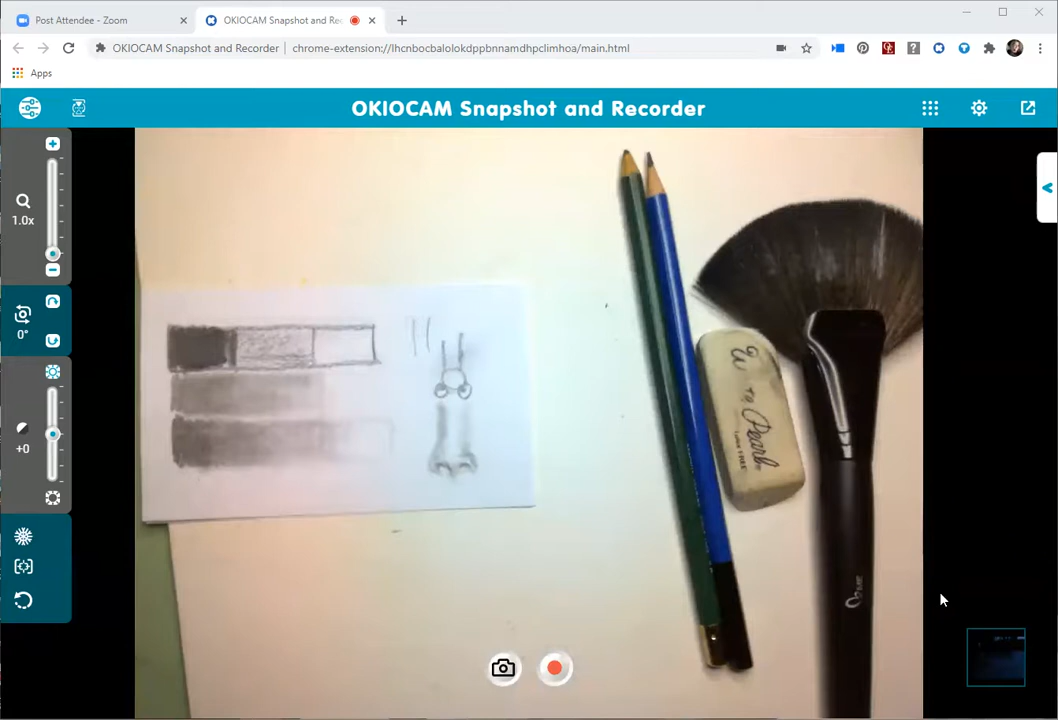 Post Attendee - Zoom
OKIOCAM Snapshot and Rec
OKIOCAM Snapshot and Recorder
chrome-extension://lhcnbocbalolokdppbnnamdhpclimhoa/main.html
Apps
OKIOCAM Snapshot and Recorder
1.0x
0°
+0
Pearl